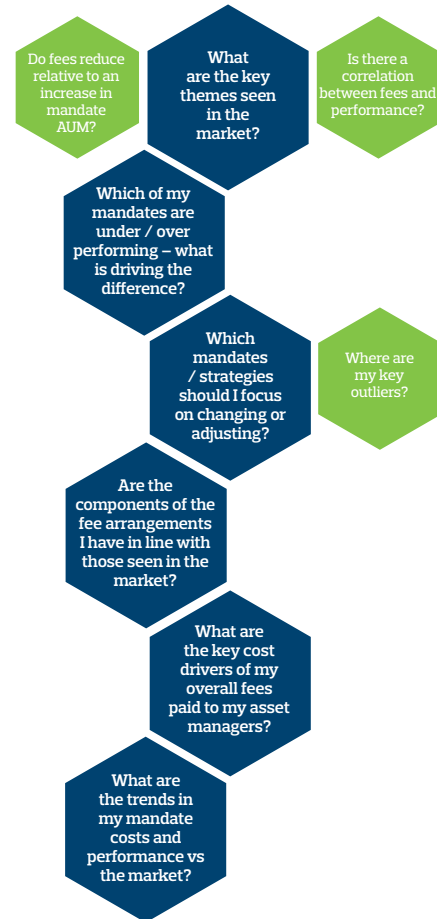 Do fees reduce
relative to an
increase in
mandate
AUM?
What
are the key
themes seen
in the
market?
Is there a
correlation
between fees and
performance?
Which of my
mandates are
under / over
performing – what
is driving the
difference?
Which
mandates
/ strategies
should I focus
on changing or
adjusting?
Where are
my key
outliers?
Are the
components of the
fee arrangements
I have in line with
those seen in the
market?
What are
the key cost
drivers of my
overall fees
paid to my asset
managers?
What are
the trends in
my mandate
costs and
performance vs
the market?